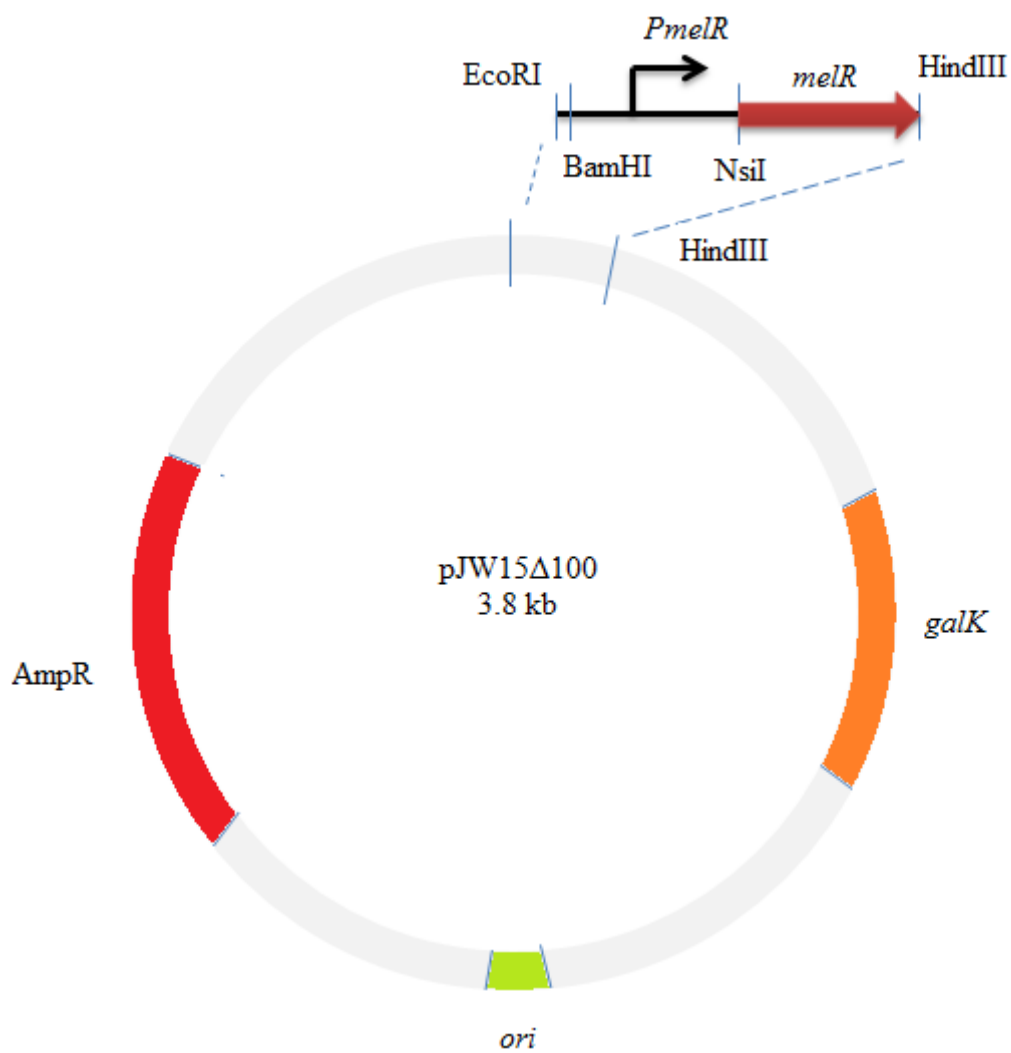 PmelR
EcoRI
melR
HindIII
BamHI
NsiI
HindIII
pJW15Δ100
3.8 kb
galK
AmpR
ori